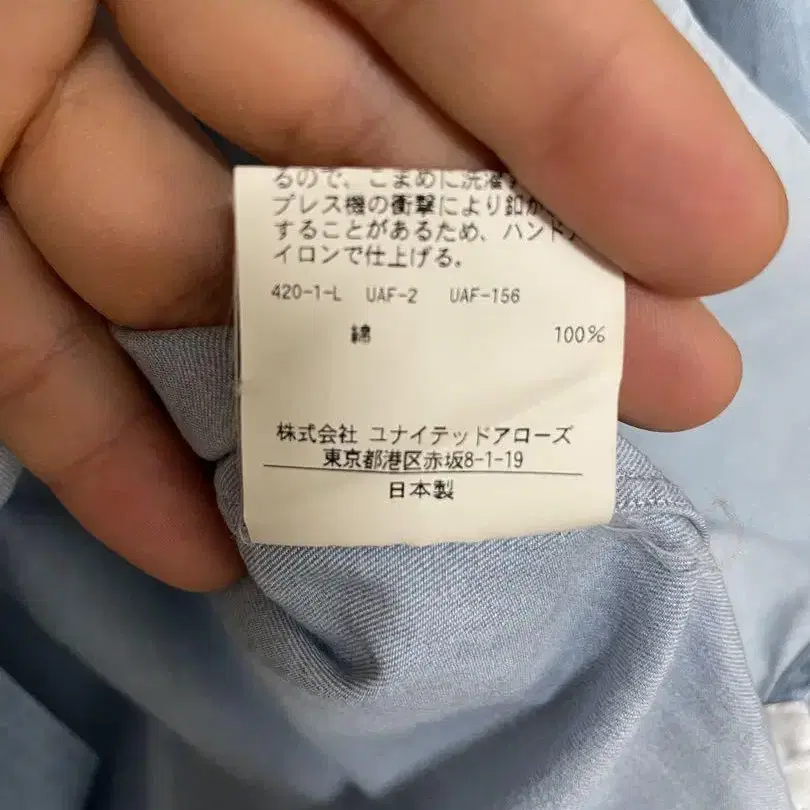 るので、こまめに洗濯
プレス機の衝撃により釦が
することがあるため、ハンドア
イロンで仕上げる.
420-1-L UAF-2 UAF-156
綿 100%
株式会社 ユナイテッドアローズ
東京都港区赤坂8-1-19
日本製